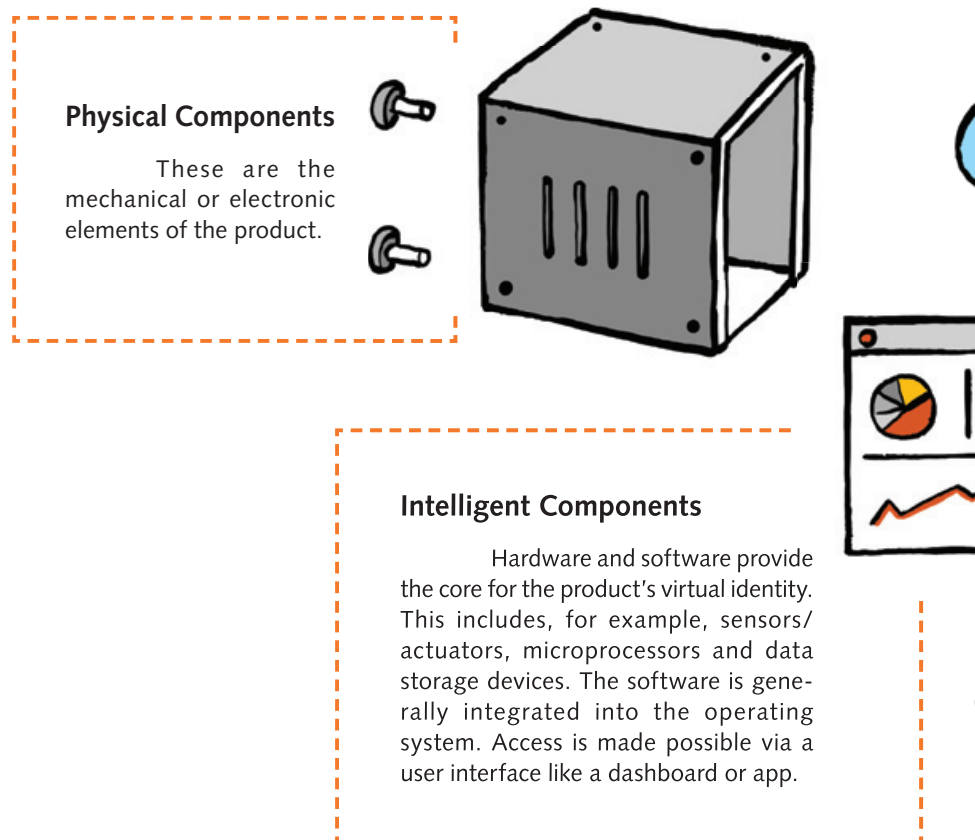 Physical Components
These are the
mechanical or electronic
elements of the product.
Intelligent Components
Hardware and software provide
the core for the product’s virtual identity.
This includes, for example, sensors/
actuators, microprocessors and data
storage devices. The software is gene-
rally integrated into the operating
system. Access is made possible via a
user interface like a dashboard or app.